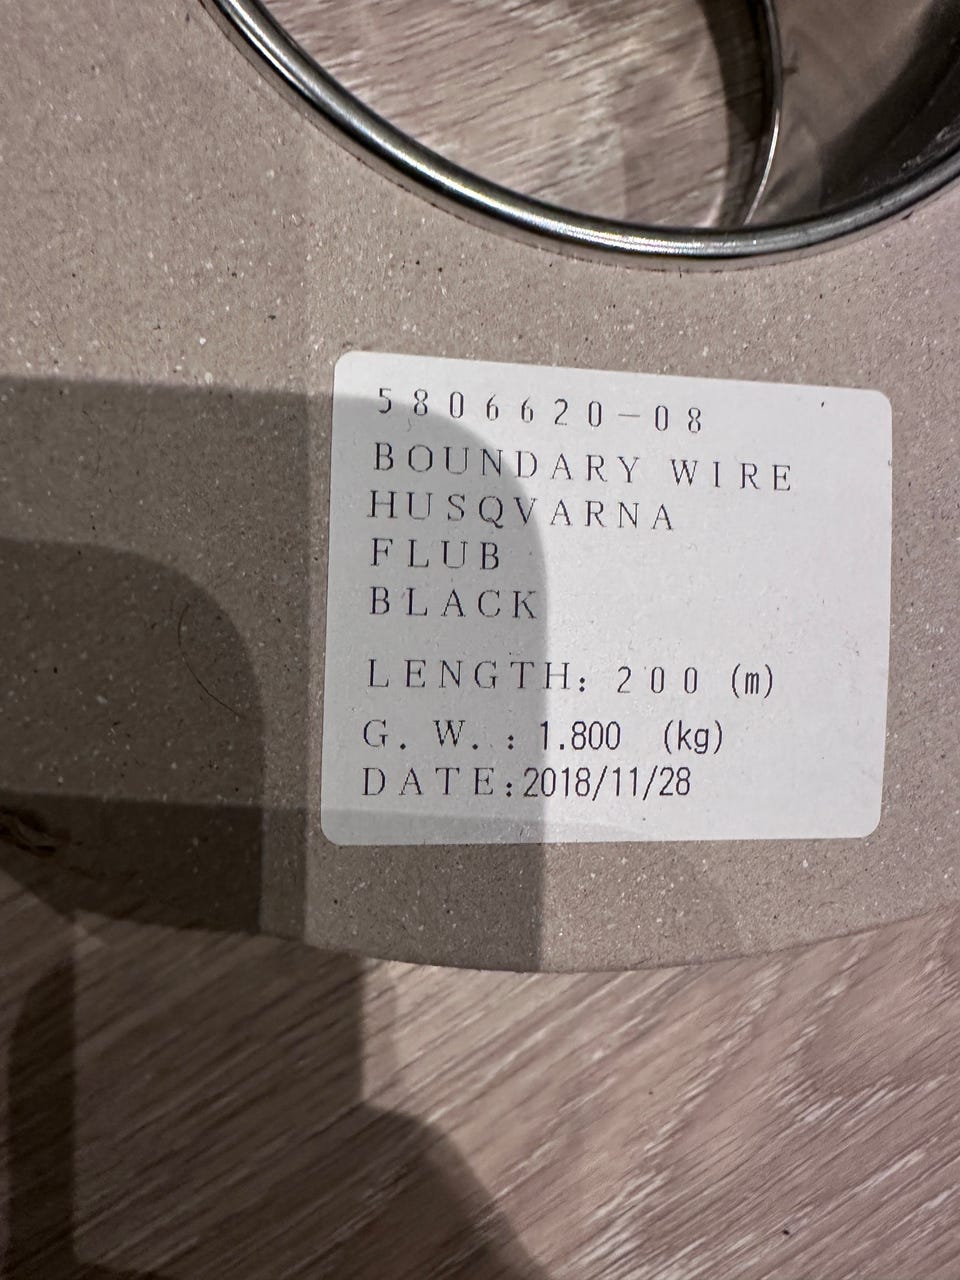 5806620-08
BOUNDARY WIRE
HUSQVARNA
FLUB
BLACK
LENGTH: 200 (m)
G. W. : 1.800 (kg)
DATE:2018/11/28